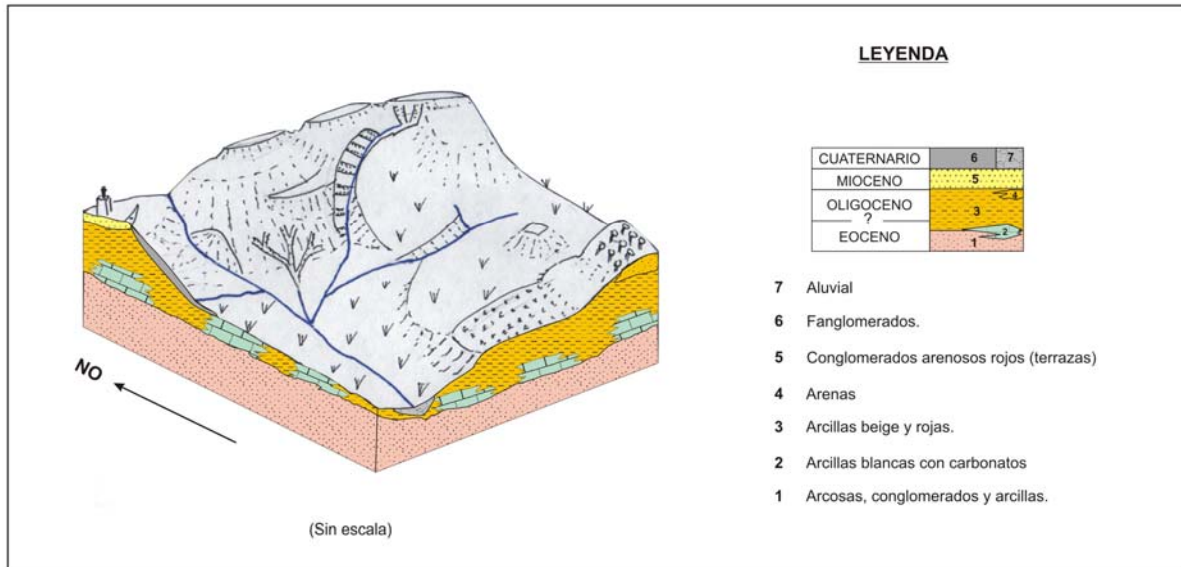 LEYENDA
CUATERNARIO 6 7
MIOCENO 5
OLIGOCENO 4
? 3
EOCENO 2
1
7 Aluvial
6 Fanglomerados.
5 Conglomerados arenosos rojos (terrazas)
4 Arenas
3 Arcillas beige y rojas.
2 Arcillas blancas con carbonatos
1 Arcosas, conglomerados y arcillas.
NO
(Sin escala)